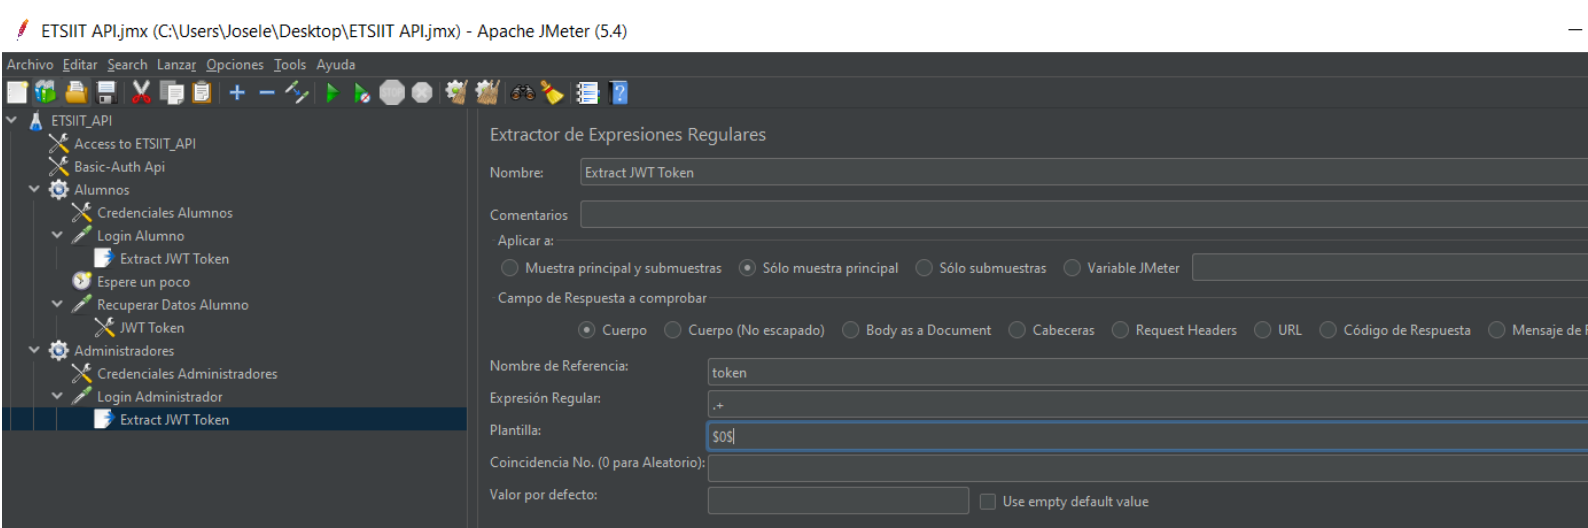 ETSIIT API.jmx (C:\Users\Josele\Desktop\ETSIIT API.jmx) - Apache JMeter (5.4)
Archivo Editar Search Lanzar Opciones Tools Ayuda
STOP
ETSIIT_API
Access to ETSIIT_API
Basic-Auth Api
Alumnos
Credenciales Alumnos
Login Alumno
Extract JWT Token
Espere un poco
Recuperar Datos Alumno
JWT Token
Administradores
Credenciales Administradores
Login Administrador
Extract JWT Token
Extractor de Expresiones Regulares
Nombre: Extract JWT Token
Comentarios
Aplicar a:
Muestra principal y submuestras Sólo muestra principal Sólo submuestras Variable JMeter
Campo de Respuesta a comprobar
Cuerpo Cuerpo (No escapado) Body as a Document Cabeceras Request Headers URL Código de Respuesta Mensaje de
Nombre de Referencia: token
Expresión Regular: .+
Plantilla: $0$
Coincidencia No. (0 para Aleatorio):
Valor por defecto: Use empty default value